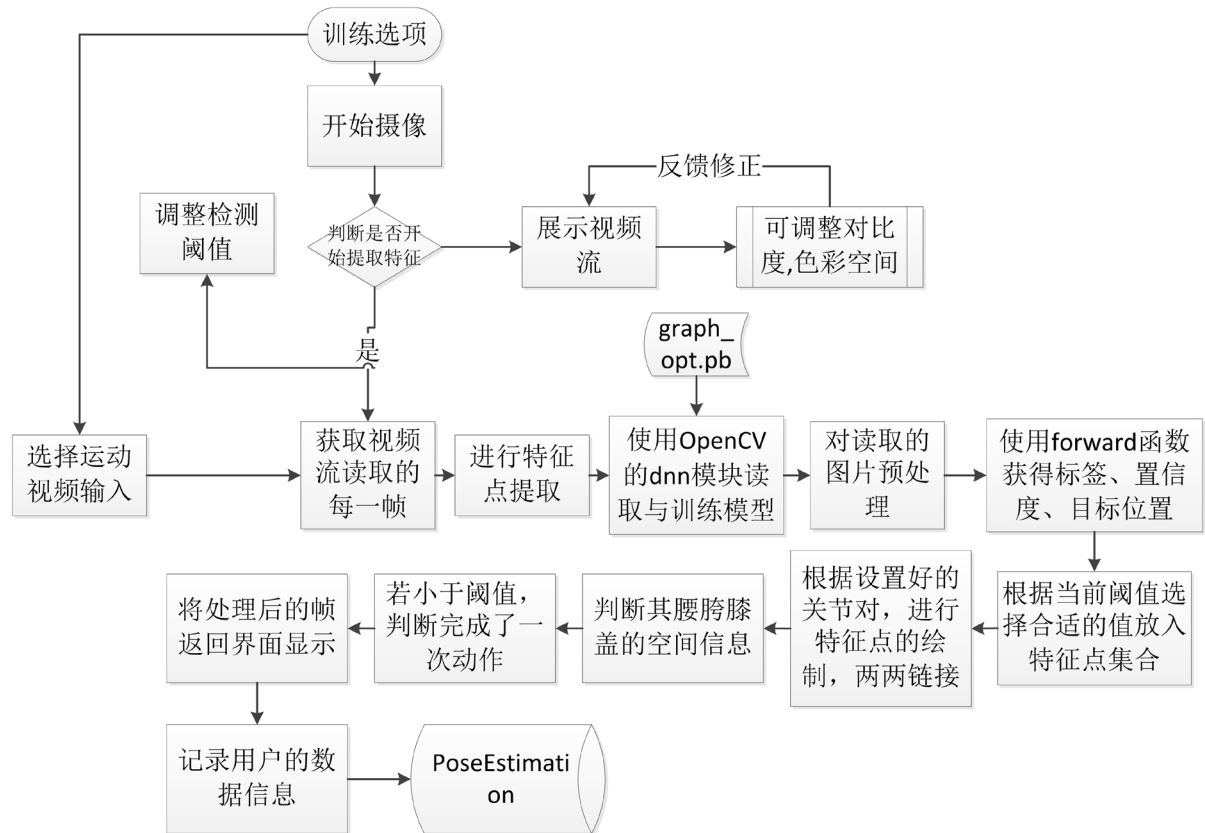 训练选项
开始摄像
反馈修正
调整检测
阈值
判断是否开
始提取特征
展示视频
流
可调整对比
度,色彩空间
是
graph_
opt.pb
选择运动
视频输入
获取视频
流读取的
每一帧
进行特征
点提取
使用OpenCV
的dnn模块读
取与训练模型
对读取的
图片预处
理
使用forward函数
获得标签、置信
度、目标位置
根据当前阈值选
择合适的值放入
特征点集合
根据设置好的
关节对，进行
特征点的绘
制，两两链接
判断其腰胯膝
盖的空间信息
若小于阈值，
判断完成了一
次动作
将处理后的帧
返回界面显示
记录用户的数
据信息
PoseEstimati
on